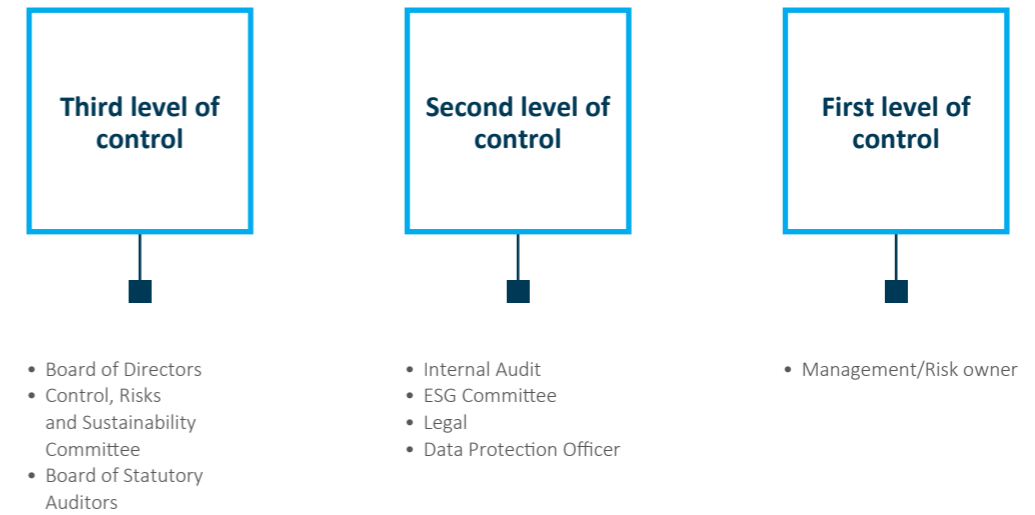 Third level of
control
• Board of Directors
• Control, Risks
and Sustainability
Committee
• Board of Statutory
Auditors
Second level of
control
• Internal Audit
• ESG Committee
• Legal
• Data Protection Officer
First level of
control
• Management/Risk owner